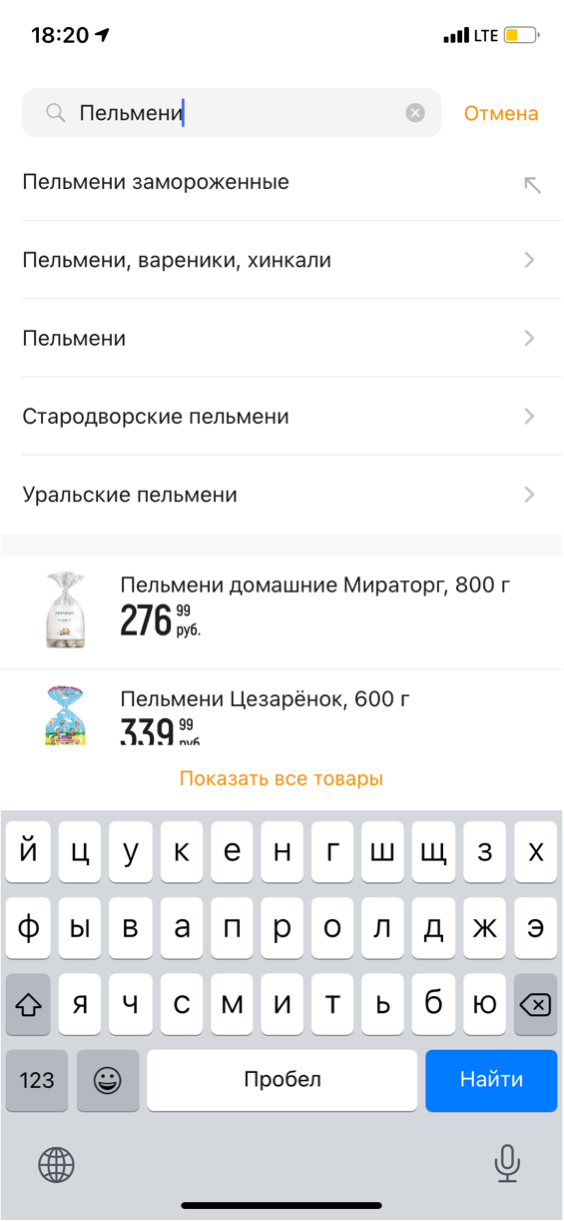 18:20
LTE
Пельмени
Отмена
Пельмени замороженные
Пельмени, вареники, хинкали
Пельмени
Стародворские пельмени
Уральские пельмени
Пельмени домашние Мираторг, 800 г
276 99 руб.
Пельмени Цезарёнок, 600 г
339 99 руб
Показать все товары
й ц у к е н г ш щ з х
ф ы в а п р о л д ж э
я ч с м и т ь б ю
123 Пробел Найти